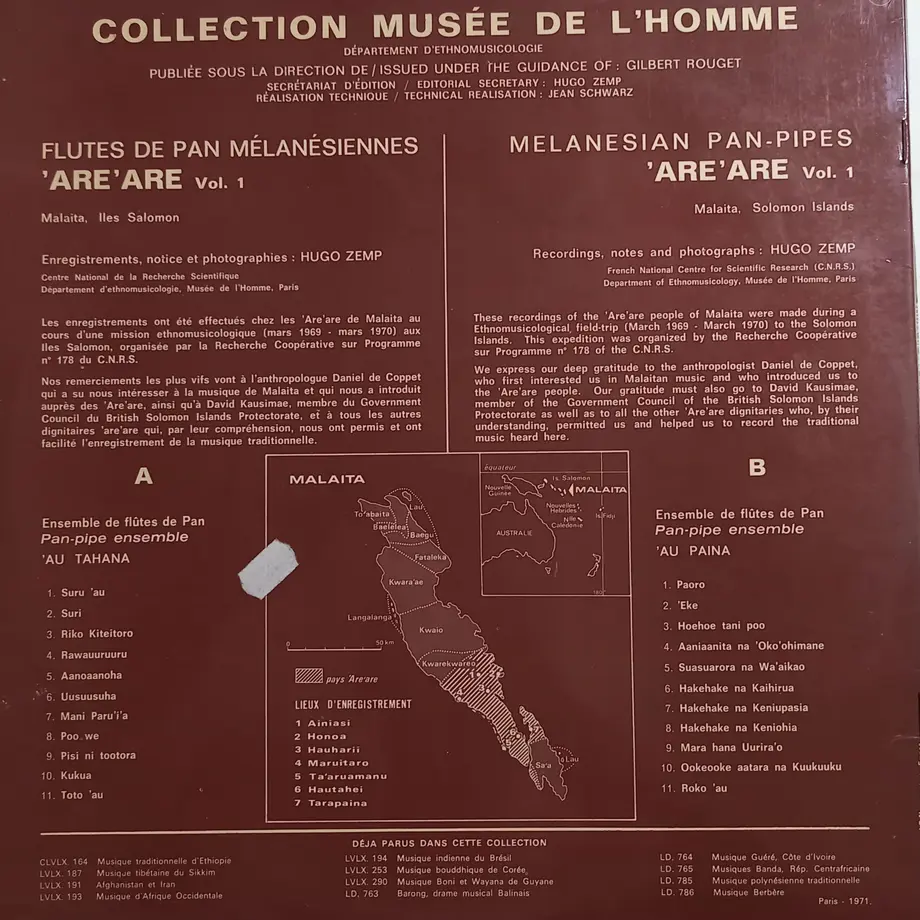 COLLECTION MUSÉE DE L'HOMME
DÉPARTEMENT D'ETHNOMUSICOLOGIE
PUBLIÉE SOUS LA DIRECTION DE / ISSUED UNDER THE GUIDANCE OF : GILBERT ROUGET
SECRÉTARIAT D'ÉDITION / EDITORIAL SECRETARY : HUGO ZEMP
RÉALISATION TECHNIQUE / TECHNICAL REALISATION : JEAN SCHWARZ
FLUTES DE PAN MÉLANÉSIENNES
'ARE'ARE Vol. 1
Malaita, Iles Salomon
Enregistrements, notice et photographies : HUGO ZEMP
Centre National de la Recherche Scientifique
Département d'ethnomusicologie, Musée de l'Homme, Paris
Les enregistrements ont été effectués chez les 'Are'are de Malaita au
cours d'une mission ethnomusicologique (mars 1969 - mars 1970) aux
Iles Salomon, organisée par la Recherche Coopérative sur Programme
n° 178 du C.N.R.S.
Nos remerciements les plus vifs vont à l'anthropologue Daniel de Coppet
qui a su nous intéresser à la musique de Malaita et qui nous a introduit
auprès des 'Are'are, ainsi qu'à David Kausimae, membre du Government
Council du British Solomon Islands Protectorate, et à tous les autres
dignitaires 'are'are qui, par leur compréhension, nous ont permis et ont
facilité l'enregistrement de la musique traditionnelle.
MELANESIAN PAN-PIPES
'ARE'ARE Vol. 1
Malaita, Solomon Islands
Recordings, notes and photographs : HUGO ZEMP
French National Centre for Scientific Research (C.N.R.S.)
Department of Ethnomusicology, Musée de l'Homme, Paris
These recordings of the 'Are'are people of Malaita were made during a
Ethnomusicological field-trip (March 1969 - March 1970) to the Solomon
Islands. This expedition was organized by the Recherche Coopérative
sur Programme n° 178 of the C.N.R.S.
We express our deep gratitude to the anthropologist Daniel de Coppet,
who first interested us in Malaitan music and who introduced us to
the 'Are'are people. Our gratitude must also go to David Kausimae,
member of the Government Council of the British Solomon Islands
Protectorate as well as to all the other 'Are'are dignitaries who, by their
understanding, permitted us and helped us to record the traditional
music heard here.
A
Ensemble de flûtes de Pan
Pan-pipe ensemble
'AU TAHANA
1. Suru 'au
2. Suri
3. Riko Kiteitoro
4. Rawauuruuru
5. Aanoaanoha
6. Uusuusuha
7. Mani Paru'i'a
8. Poo we
9. Pisi ni tootora
10. Kukua
11. Toto 'au
MALAITA
To'abaita
Lau
Baelelea
Baegu
Fataleka
Kwara'ae
Langalanga
Kwaio
Kwarekwareo
Sa'a
Lau
0 50 km
pays 'Are'are
LIEUX D'ENREGISTREMENT
1 Ainiasi
2 Honoa
3 Hauharii
4 Maruitaro
5 Ta'aruamanu
6 Hautahei
7 Tarapaina
équateur
Nouvelle
Guinée
Is. Salomon
MALAITA
Nouvelles
Hébrides
Is. Fidji
Nlle
Calédonie
AUSTRALIE
180°
B
Ensemble de flûtes de Pan
Pan-pipe ensemble
'AU PAINA
1. Paoro
2. 'Eke
3. Hoehoe tani poo
4. Aaniaanita na 'Oko'ohimane
5. Suasuarora na Wa'aikao
6. Hakehake na Kaihirua
7. Hakehake na Keniupasia
8. Hakehake na Keniohia
9. Mara hana Uurira'o
10. Ookeooke aatara na Kuukuuku
11. Roko 'au
DÉJA PARUS DANS CETTE COLLECTION
CLVLX. 164 Musique traditionnelle d'Ethiopie
LVLX. 187 Musique tibétaine du Sikkim
LVLX. 191 Afghanistan et Iran
LVLX. 193 Musique d'Afrique Occidentale
LVLX. 194 Musique indienne du Brésil
LVLX. 253 Musique bouddhique de Corée
LVLX. 290 Musique Boni et Wayana de Guyane
LD. 763 Barong, drame musical Balinais
LD. 764 Musique Guéré, Côte d'Ivoire
LD. 765 Musiques Banda, Rép. Centrafricaine
LD. 785 Musique polynésienne traditionnelle
LD. 786 Musique Berbère
Paris - 1971.